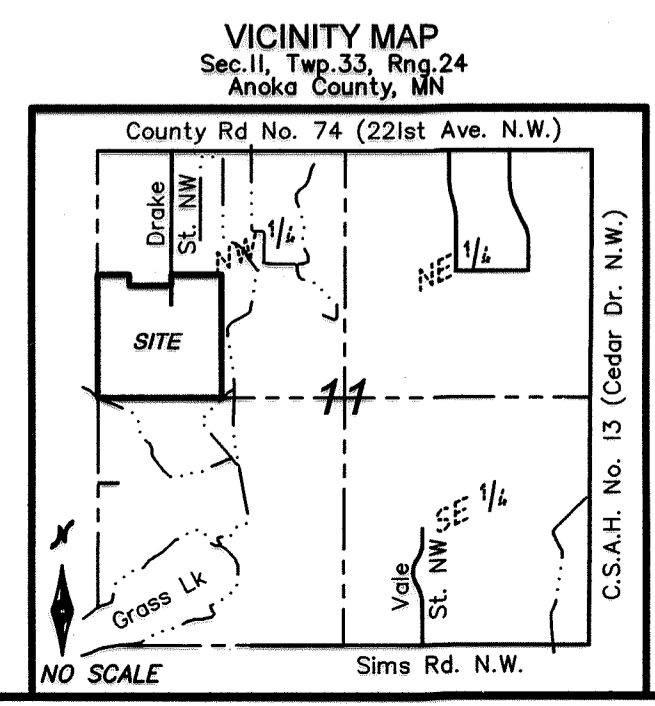 VICINITY MAP
Sec.11, Twp.33, Rng.24
Anoka County, MN
County Rd No. 74 (221st Ave. N.W.)
Drake
St. NW
NW 1/4
NE 1/4
SITE
11
C.S.A.H. No. 13 (Cedar Dr. N.W.)
SE 1/4
Vale
St. NW
N
Grass Lk
NO SCALE
Sims Rd. N.W.